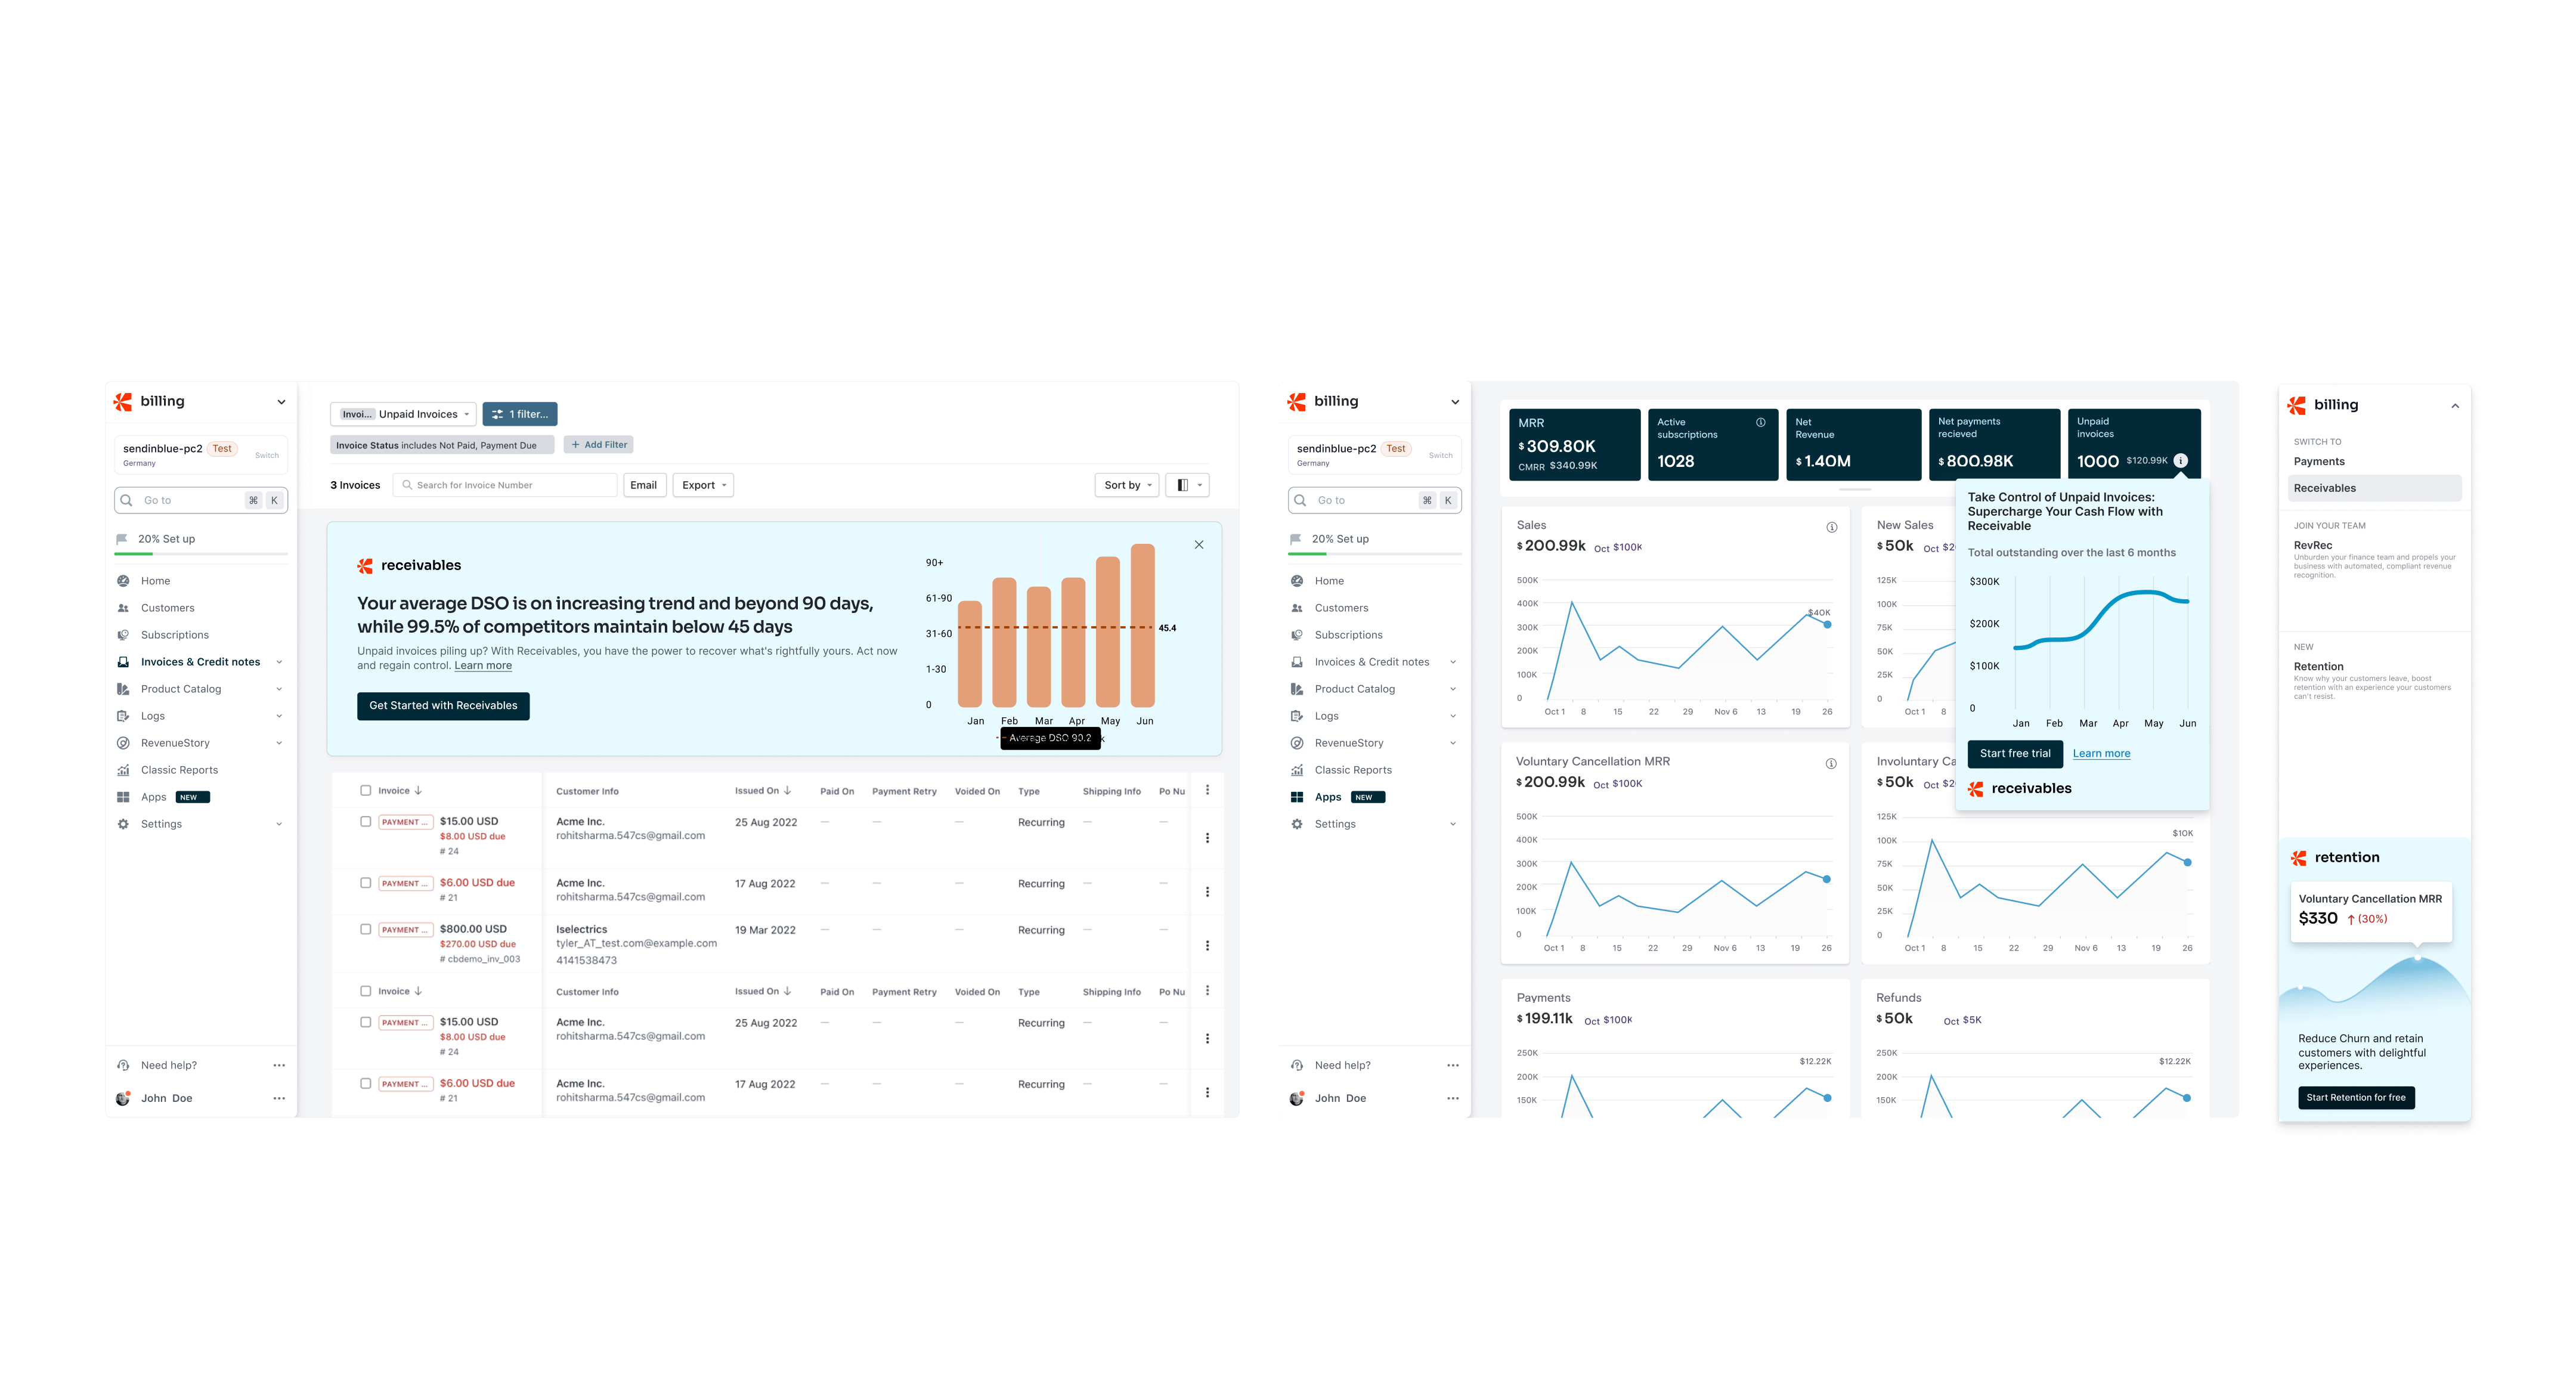 billing
sendinblue-pc2 Test
Germany
Switch
Go to ⌘ K
20% Set up
Home
Customers
Subscriptions
Invoices & Credit notes
Product Catalog
Logs
RevenueStory
Classic Reports
Apps NEW
Settings
Need help?
John Doe
Invoi... Unpaid Invoices 1 filter...
Invoice Status includes Not Paid, Payment Due + Add Filter
3 Invoices Search for Invoice Number Email Export Sort by
receivables
Your average DSO is on increasing trend and beyond 90 days,
while 99.5% of competitors maintain below 45 days
Unpaid invoices piling up? With Receivables, you have the power to recover what's rightfully yours. Act now
and regain control. Learn more
Get Started with Receivables
90+
61-90
31-60
1-30
0
45.4
Jan Feb Mar Apr May Jun
Average DSO 90.2
Invoice Customer Info Issued On Paid On Payment Retry Voided On Type Shipping Info Po Nu
PAYMENT ... $15.00 USD Acme Inc. 25 Aug 2022 — — — Recurring — —
$8.00 USD due rohitsharma.547cs@gmail.com
# 24
PAYMENT ... $6.00 USD due Acme Inc. 17 Aug 2022 — — — Recurring — —
# 21 rohitsharma.547cs@gmail.com
PAYMENT ... $800.00 USD Iselectrics 19 Mar 2022 — — — Recurring — —
$270.00 USD due tyler_AT_test.com@example.com
# cbdemo_inv_003 4141538473
Invoice Customer Info Issued On Paid On Payment Retry Voided On Type Shipping Info Po Nu
PAYMENT ... $15.00 USD Acme Inc. 25 Aug 2022 — — — Recurring — —
$8.00 USD due rohitsharma.547cs@gmail.com
# 24
PAYMENT ... $6.00 USD due Acme Inc. 17 Aug 2022 — — — Recurring — —
# 21 rohitsharma.547cs@gmail.com
billing
sendinblue-pc2 Test
Germany
Switch
Go to ⌘ K
20% Set up
Home
Customers
Subscriptions
Invoices & Credit notes
Product Catalog
Logs
RevenueStory
Classic Reports
Apps NEW
Settings
Need help?
John Doe
MRR
$ 309.80K
CMRR $340.99K
Active
subscriptions
1028
Net
Revenue
$ 1.40M
Net payments
recieved
$ 800.98K
Unpaid
invoices
1000 $120.99K
Sales
$ 200.99k Oct $100K
500K
400K
300K
200K
100K
0
$40K
Oct 1 8 15 22 29 Nov 6 13 19 26
New Sales
$ 50k Oct $2
125K
100K
75K
50K
25K
0
Oct 1 8
Take Control of Unpaid Invoices:
Supercharge Your Cash Flow with
Receivable
Total outstanding over the last 6 months
$300K
$200K
$100K
0
Jan Feb Mar Apr May Jun
Start free trial Learn more
receivables
Voluntary Cancellation MRR
$ 200.99k Oct $100K
500K
400K
300K
200K
100K
0
Oct 1 8 15 22 29 Nov 6 13 19 26
Involuntary Ca
$ 50k Oct $2
125K
100K
75K
50K
25K
0
$10K
Oct 1 8 15 22 29 Nov 6 13 19 26
Payments
$ 199.11k Oct $100K
250K
200K
150K
$12.22K
Refunds
$ 50k Oct $5K
250K
200K
150K
$12.22K
billing
SWITCH TO
Payments
Receivables
JOIN YOUR TEAM
RevRec
Unburden your finance team and propels your
business with automated, compliant revenue
recognition.
NEW
Retention
Know why your customers leave, boost
retention with an experience your customers
can't resist.
retention
Voluntary Cancellation MRR
$330 ↑ (30%)
Reduce Churn and retain
customers with delightful
experiences.
Start Retention for free